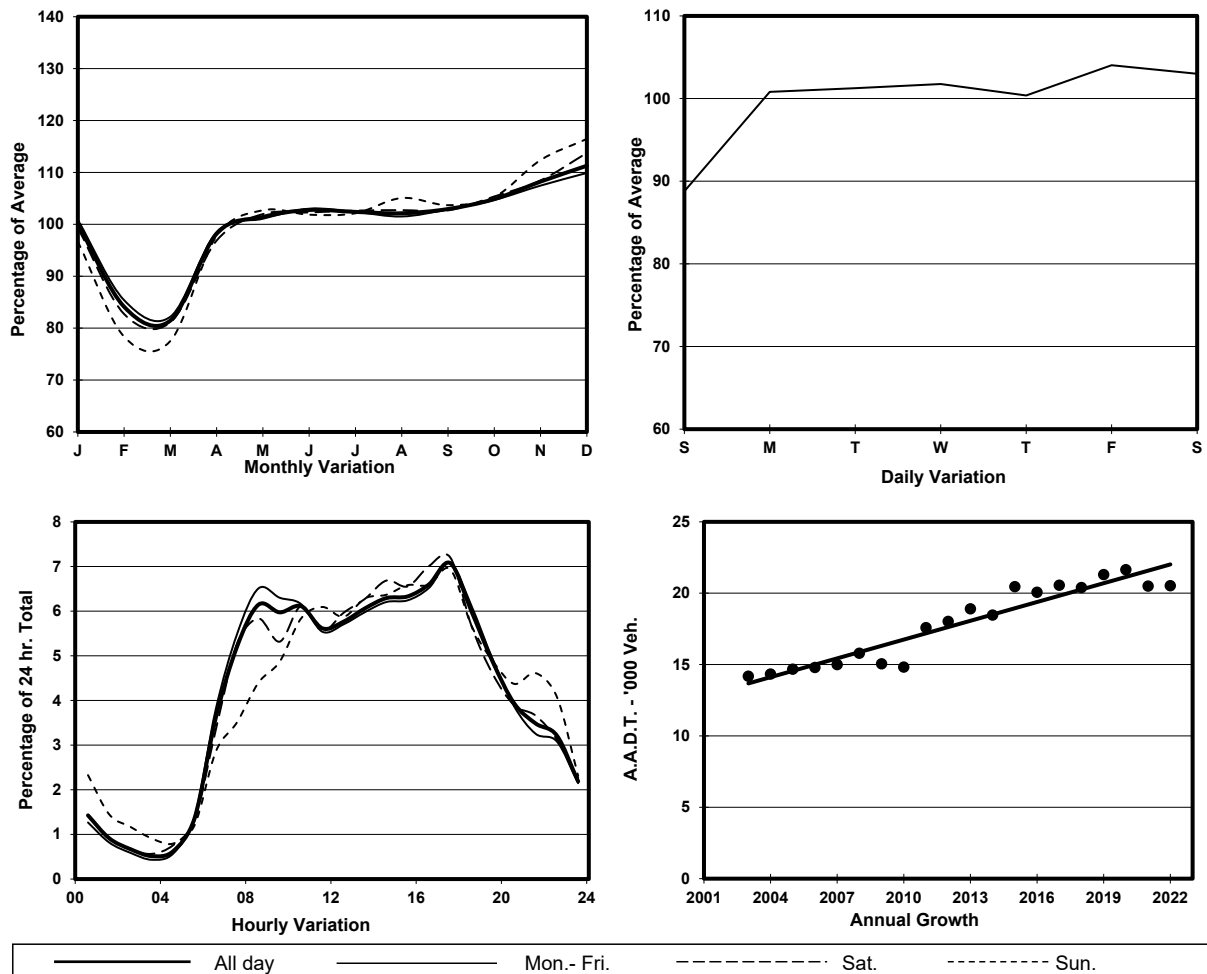 140
130
120
110
100
90
80
70
60
Percentage of Average
J F M A M J J A S O N D
Monthly Variation
110
100
90
80
70
60
Percentage of Average
S M T W T F S
Daily Variation
8
7
6
5
4
3
2
1
0
Percentage of 24 hr. Total
00 04 08 12 16 20 24
Hourly Variation
25
20
15
10
5
0
A.A.D.T. - '000 Veh.
2001 2004 2007 2010 2013 2016 2019 2022
Annual Growth
All day Mon.- Fri. Sat. Sun.